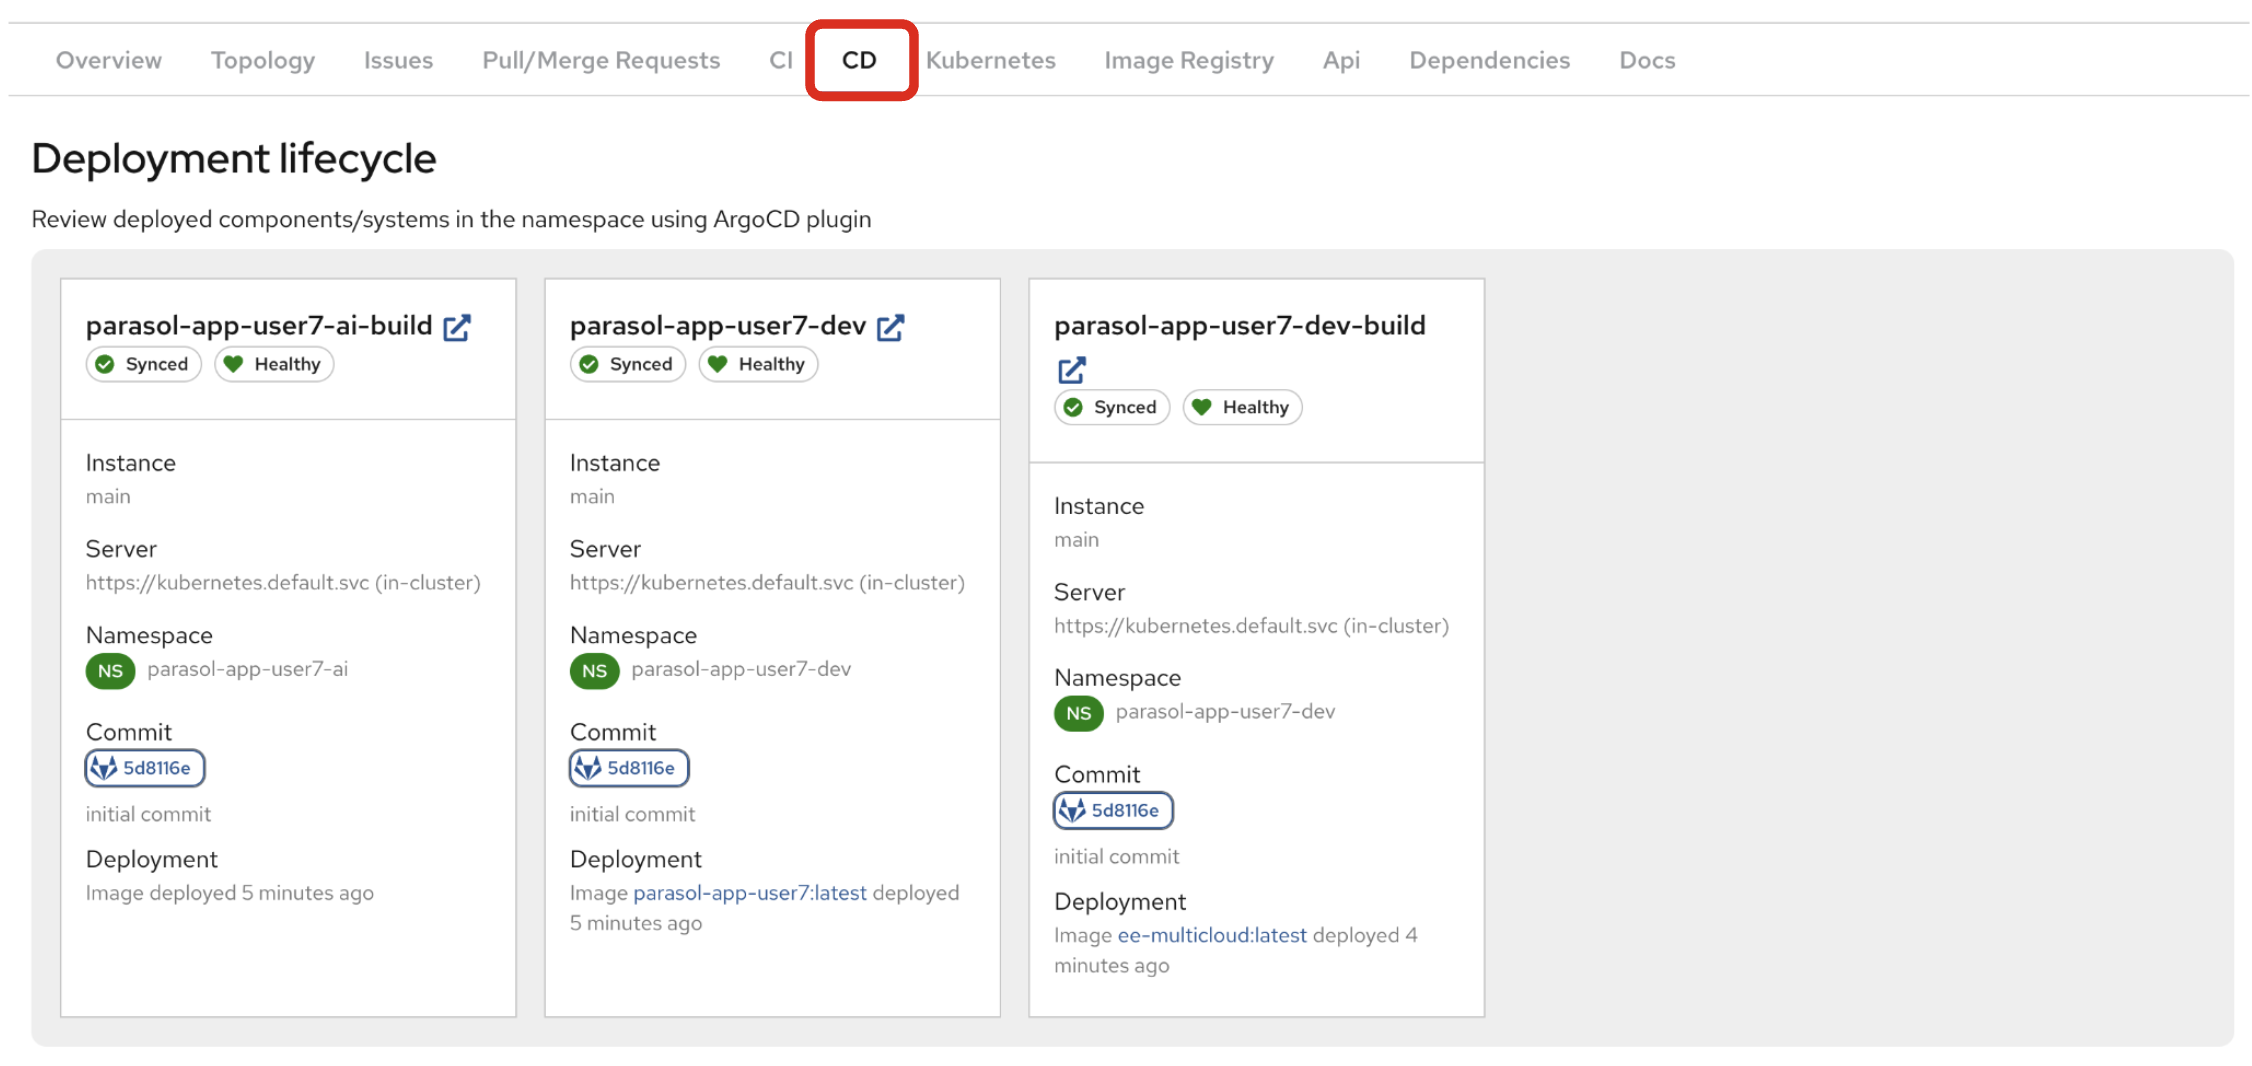 Overview Topology Issues Pull/Merge Requests CI CD Kubernetes Image Registry Api Dependencies Docs
Deployment lifecycle
Review deployed components/systems in the namespace using ArgoCD plugin
parasol-app-user7-ai-build
Synced Healthy
Instance
main
Server
https://kubernetes.default.svc (in-cluster)
Namespace
NS parasol-app-user7-ai
Commit
5d8116e
initial commit
Deployment
Image deployed 5 minutes ago
parasol-app-user7-dev
Synced Healthy
Instance
main
Server
https://kubernetes.default.svc (in-cluster)
Namespace
NS parasol-app-user7-dev
Commit
5d8116e
initial commit
Deployment
Image parasol-app-user7:latest deployed
5 minutes ago
parasol-app-user7-dev-build
Synced Healthy
Instance
main
Server
https://kubernetes.default.svc (in-cluster)
Namespace
NS parasol-app-user7-dev
Commit
5d8116e
initial commit
Deployment
Image ee-multicloud:latest deployed 4
minutes ago